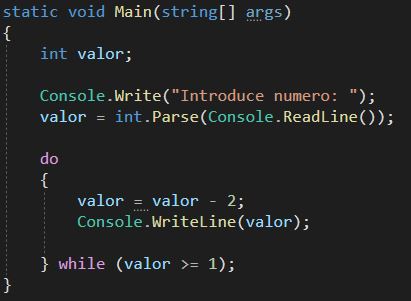 static void Main(string[] args)
{
int valor;
Console.Write("Introduce numero: ");
valor = int.Parse(Console.ReadLine());
do
{
valor = valor - 2;
Console.WriteLine(valor);
} while (valor >= 1);
}